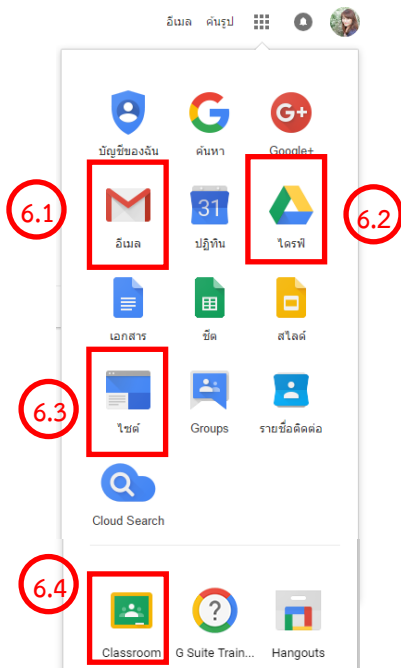 อีเมล ค้นรูป
บัญชีของฉัน ค้นหา Google+
G+
6.1
31
6.2
อีเมล ปฏิทิน ไดรฟ์
เอกสาร ชีต สไลด์
6.3
ไซต์ Groups รายชื่อติดต่อ
Cloud Search
6.4
Classroom G Suite Train... Hangouts